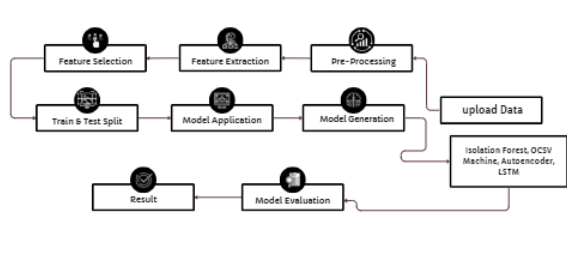 Feature Selection
Feature Extraction
Pre-Processing
upload Data
Train & Test Split
Model Application
Model Generation
Isolation Forest, OCSV
Machine, Autoencoder,
LSTM
Result
Model Evaluation